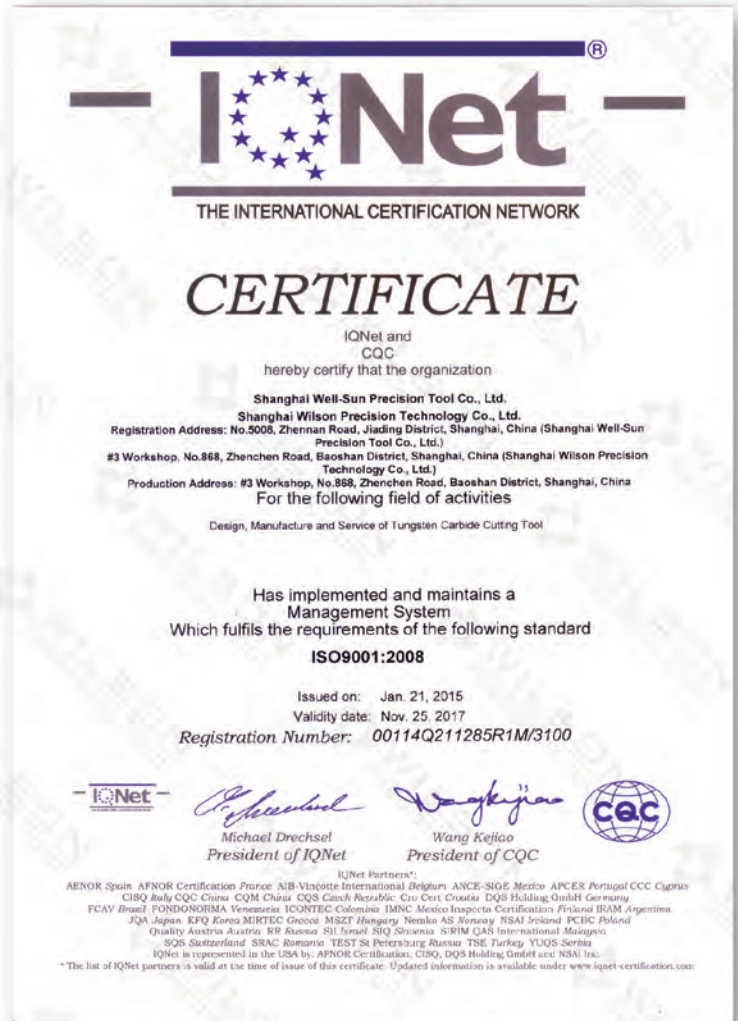 IQNet ®
THE INTERNATIONAL CERTIFICATION NETWORK
CERTIFICATE
IQNet and
CQC
hereby certify that the organization
Shanghai Well-Sun Precision Tool Co., Ltd.
Shanghai Wilson Precision Technology Co., Ltd.
Registration Address: No.5008, Zhennan Road, Jiading District, Shanghai, China (Shanghai Well-Sun
Precision Tool Co., Ltd.)
#3 Workshop, No.868, Zhenchen Road, Baoshan District, Shanghai, China (Shanghai Wilson Precision
Technology Co., Ltd.)
Production Address: #3 Workshop, No.868, Zhenchen Road, Baoshan District, Shanghai, China
For the following field of activities
Design, Manufacture and Service of Tungsten Carbide Cutting Tool
Has implemented and maintains a
Management System
Which fulfils the requirements of the following standard
ISO9001:2008
Issued on: Jan. 21, 2015
Validity date: Nov. 25. 2017
Registration Number: 00114Q211285R1M/3100
IQNet
CQC
Michael Drechsel Wang Kejiao
President of IQNet President of CQC
IQNet Partners*:
AENOR Spain AFNOR Certification France AIB-Vinçotte International Belgium ANCE-SIGE Mexico APCER Portugal CCC Cyprus
CISQ Italy CQC China CQM China CQS Czech Republic Cro Cert Croatia DQS Holding GmbH Germany
FCAV Brazil FONDONORMA Venezuela ICONTEC Colombia IMNC Mexico Inspecta Certification Finland IRAM Argentina
JQA Japan KFQ Korea MIRTEC Greece MSZT Hungary Nemko AS Norway NSAI Ireland PCBC Poland
Quality Austria Austria RR Russia SII Israel SIQ Slovenia SIRIM QAS International Malaysia
SQS Switzerland SRAC Romania TEST St Petersburg Russia TSE Turkey YUQS Serbia
IQNet is represented in the USA by: AFNOR Certification, CISQ, DQS Holding GmbH and NSAI Inc.
* The list of IQNet partners is valid at the time of issue of this certificate. Updated information is available under www.iqnet-certification.com